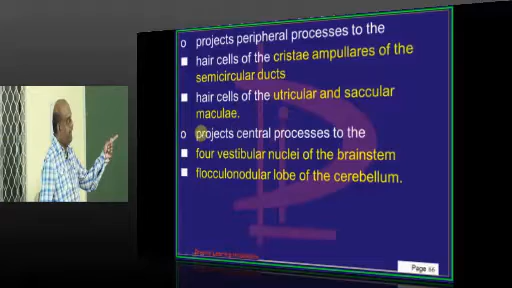 o projects peripheral processes to the
■ hair cells of the cristae ampullares of the
semicircular ducts
■ hair cells of the utricular and saccular
maculae.
o projects central processes to the
■ four vestibular nuclei of the brainstem
■ flocculonodular lobe of the cerebellum.
Page 66